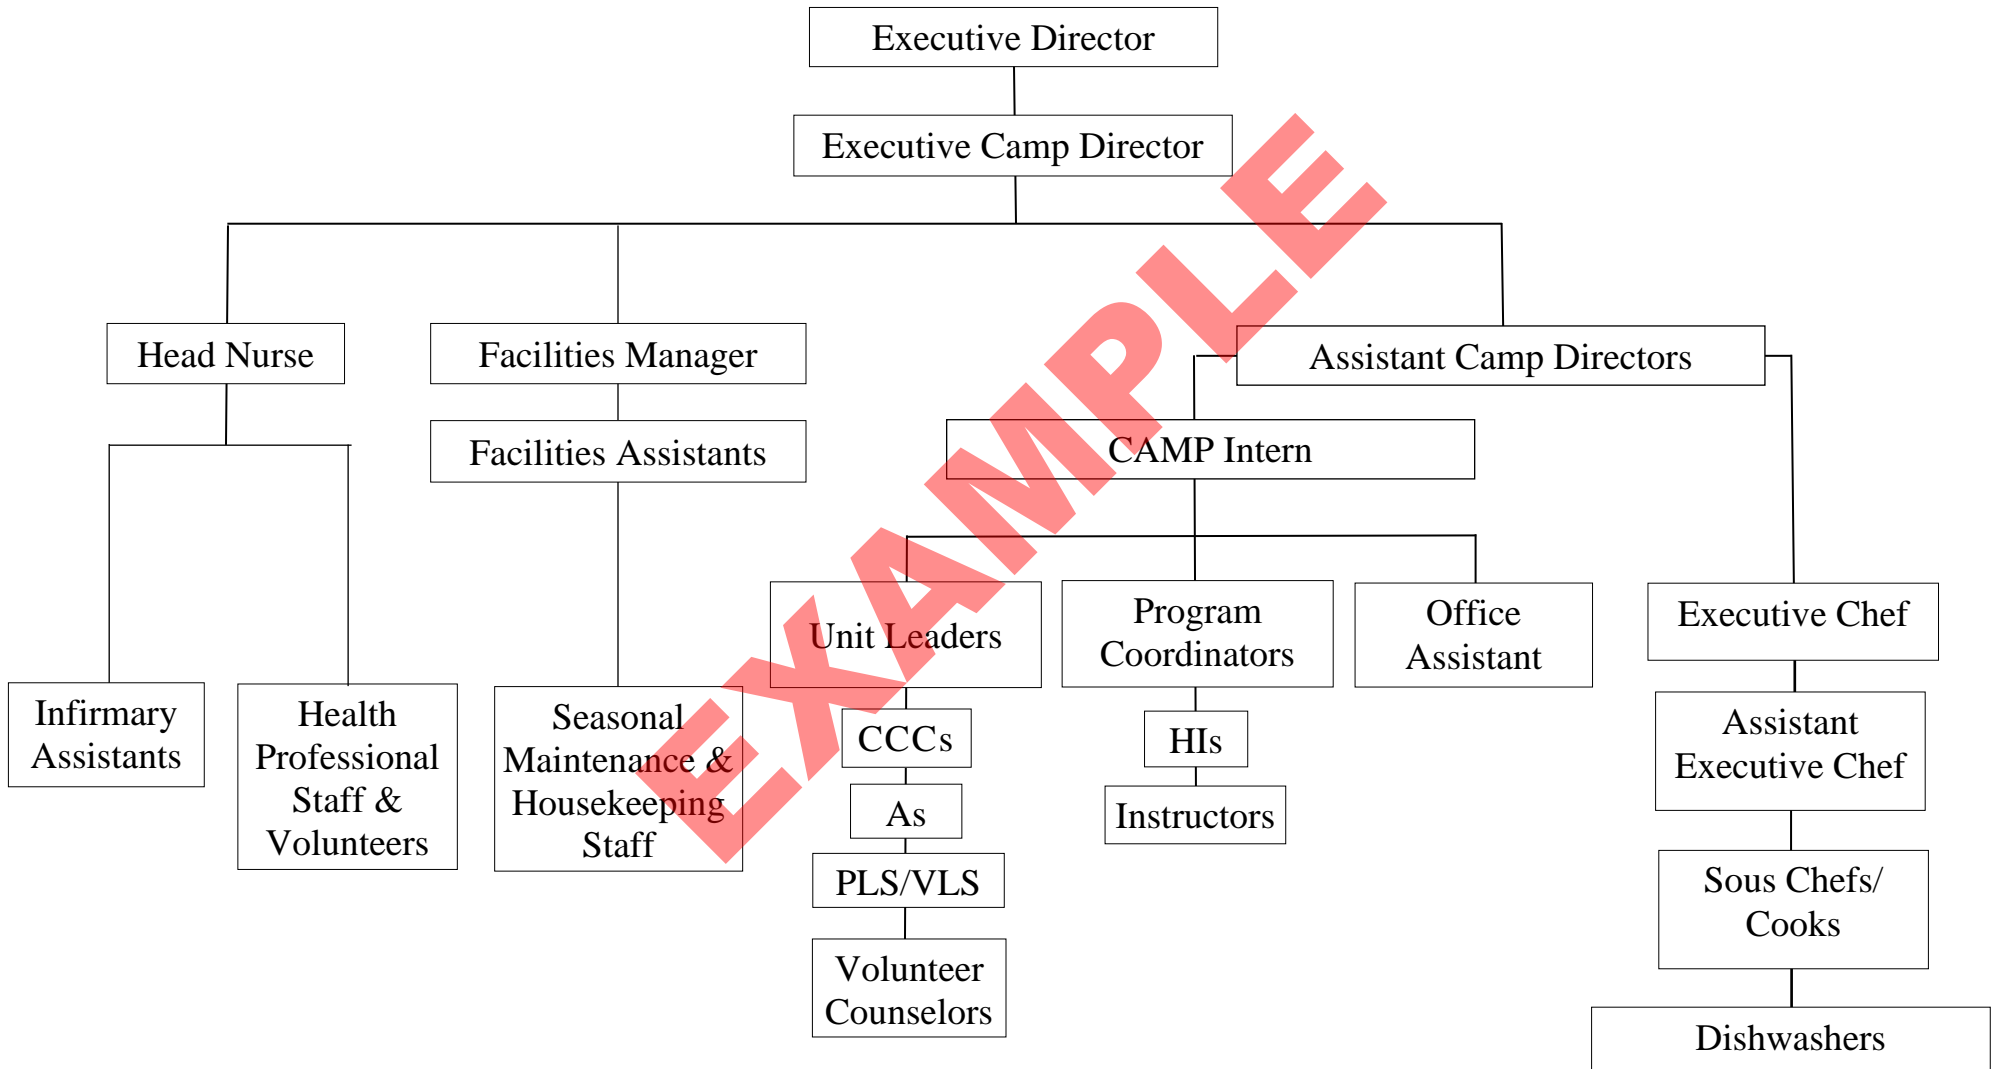 Executive Director
Executive Camp Director
Head Nurse
Facilities Manager
Assistant Camp Directors
Facilities Assistants
CAMP Intern
Infirmary
Assistants
Health
Professional
Staff &
Volunteers
Seasonal
Maintenance &
Housekeeping
Staff
Unit Leaders
CCCs
As
PLS/VLS
Volunteer
Counselors
Program
Coordinators
HIs
Instructors
Office
Assistant
Executive Chef
Assistant
Executive Chef
Sous Chefs/
Cooks
Dishwashers
EXAMPLE